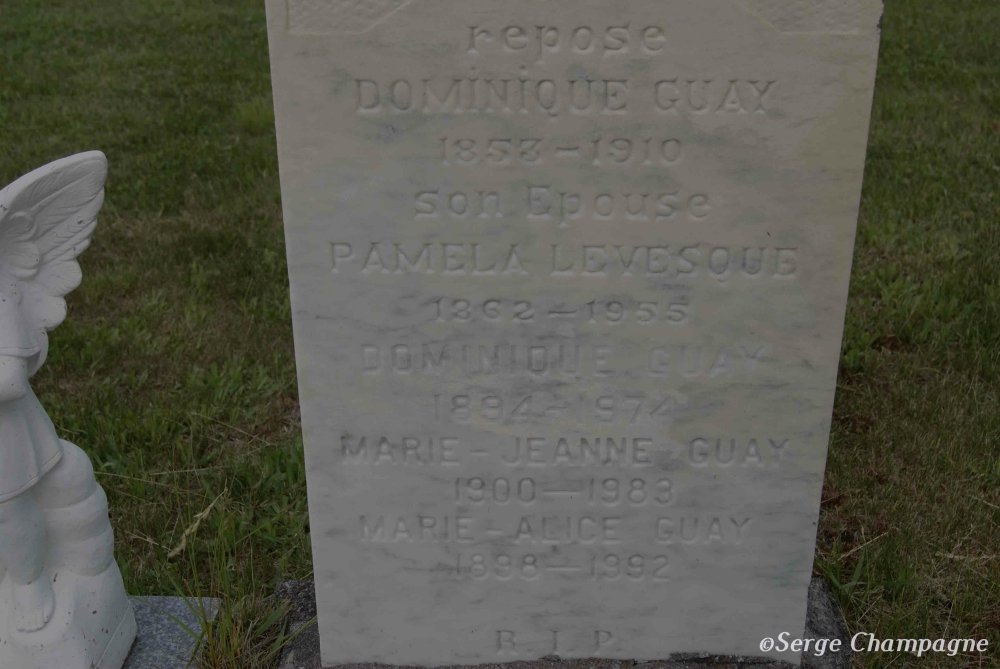 repose
DOMINIQUE GUAY
1853-1910
son Epouse
PAMELA LEVESQUE
1862-1955
DOMINIQUE GUAY
1894-1974
MARIE-JEANNE GUAY
1900-1983
MARIE-ALICE GUAY
1898-1992
R I P
©Serge Champagne